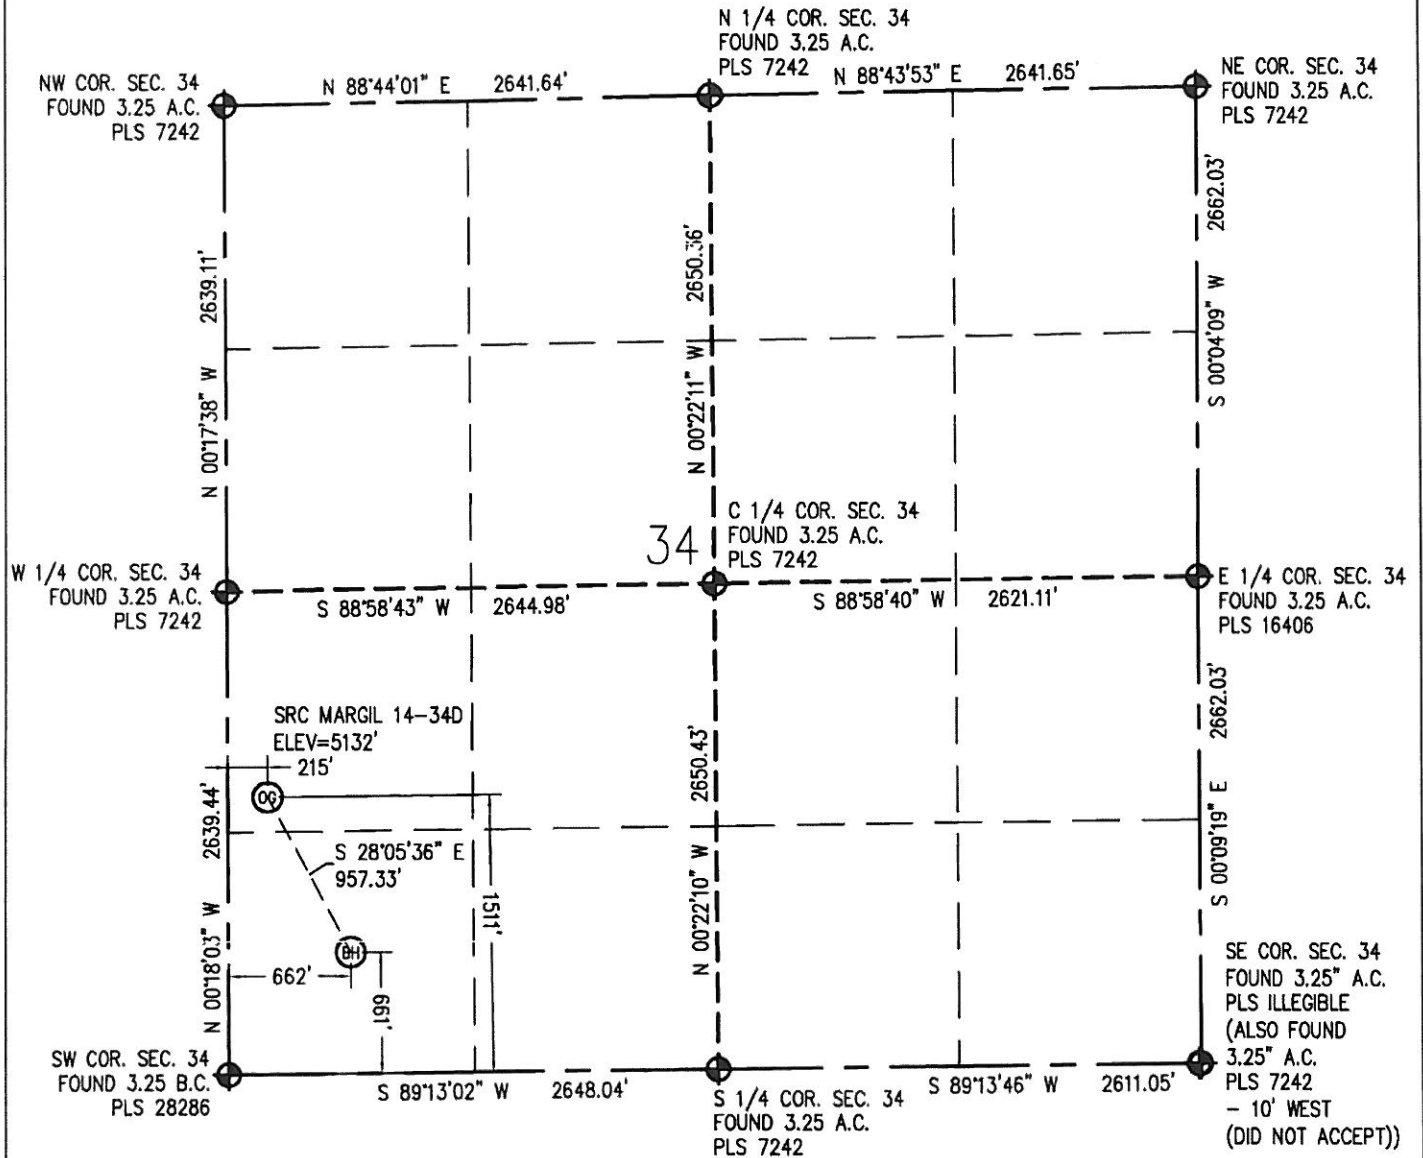 N 1/4 COR. SEC. 34
FOUND 3.25 A.C.
PLS 7242
NW COR. SEC. 34
FOUND 3.25 A.C.
PLS 7242
N 88°44'01" E 2641.64'
N 88°43'53" E 2641.65'
NE COR. SEC. 34
FOUND 3.25 A.C.
PLS 7242
N 00°17'38" W 2639.11'
N 00°22'11" W 2650.36'
S 00°04'09" W 2662.03'
34
C 1/4 COR. SEC. 34
FOUND 3.25 A.C.
PLS 7242
W 1/4 COR. SEC. 34
FOUND 3.25 A.C.
PLS 7242
S 88°58'43" W 2644.98'
S 88°58'40" W 2621.11'
E 1/4 COR. SEC. 34
FOUND 3.25 A.C.
PLS 16406
SRC MARGIL 14-34D
ELEV=5132'
215'
OG
S 28°05'36" E
957.33'
1511'
BH
662'
661'
N 00°18'03" W 2639.44'
N 00°22'10" W 2650.43'
S 00°09'19" E 2662.03'
SW COR. SEC. 34
FOUND 3.25 B.C.
PLS 28286
S 89°13'02" W 2648.04'
S 1/4 COR. SEC. 34
FOUND 3.25 A.C.
PLS 7242
S 89°13'46" W 2611.05'
SE COR. SEC. 34
FOUND 3.25" A.C.
PLS ILLEGIBLE
(ALSO FOUND
3.25" A.C.
PLS 7242
- 10' WEST
(DID NOT ACCEPT))